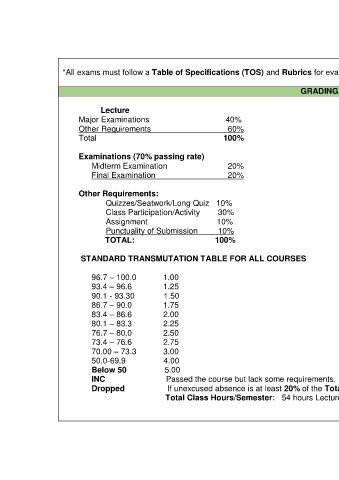 *All exams must follow a Table of Specifications (TOS) and Rubrics for eva
GRADING
Lecture
Major Examinations 40%
Other Requirements 60%
Total 100%
Examinations (70% passing rate)
Midterm Examination 20%
Final Examination 20%
Other Requirements:
Quizzes/Seatwork/Long Quiz 10%
Class Participation/Activity 30%
Assignment 10%
Punctuality of Submission 10%
TOTAL: 100%
STANDARD TRANSMUTATION TABLE FOR ALL COURSES
96.7 – 100.0 1.00
93.4 – 96.6 1.25
90.1 - 93.30 1.50
86.7 – 90.0 1.75
83.4 – 86.6 2.00
80.1 – 83.3 2.25
76.7 – 80.0 2.50
73.4 – 76.6 2.75
70.00 – 73.3 3.00
50.0-69.9 4.00
Below 50 5.00
INC Passed the course but lack some requirements.
Dropped If unexcused absence is at least 20% of the Tota
Total Class Hours/Semester: 54 hours Lecture